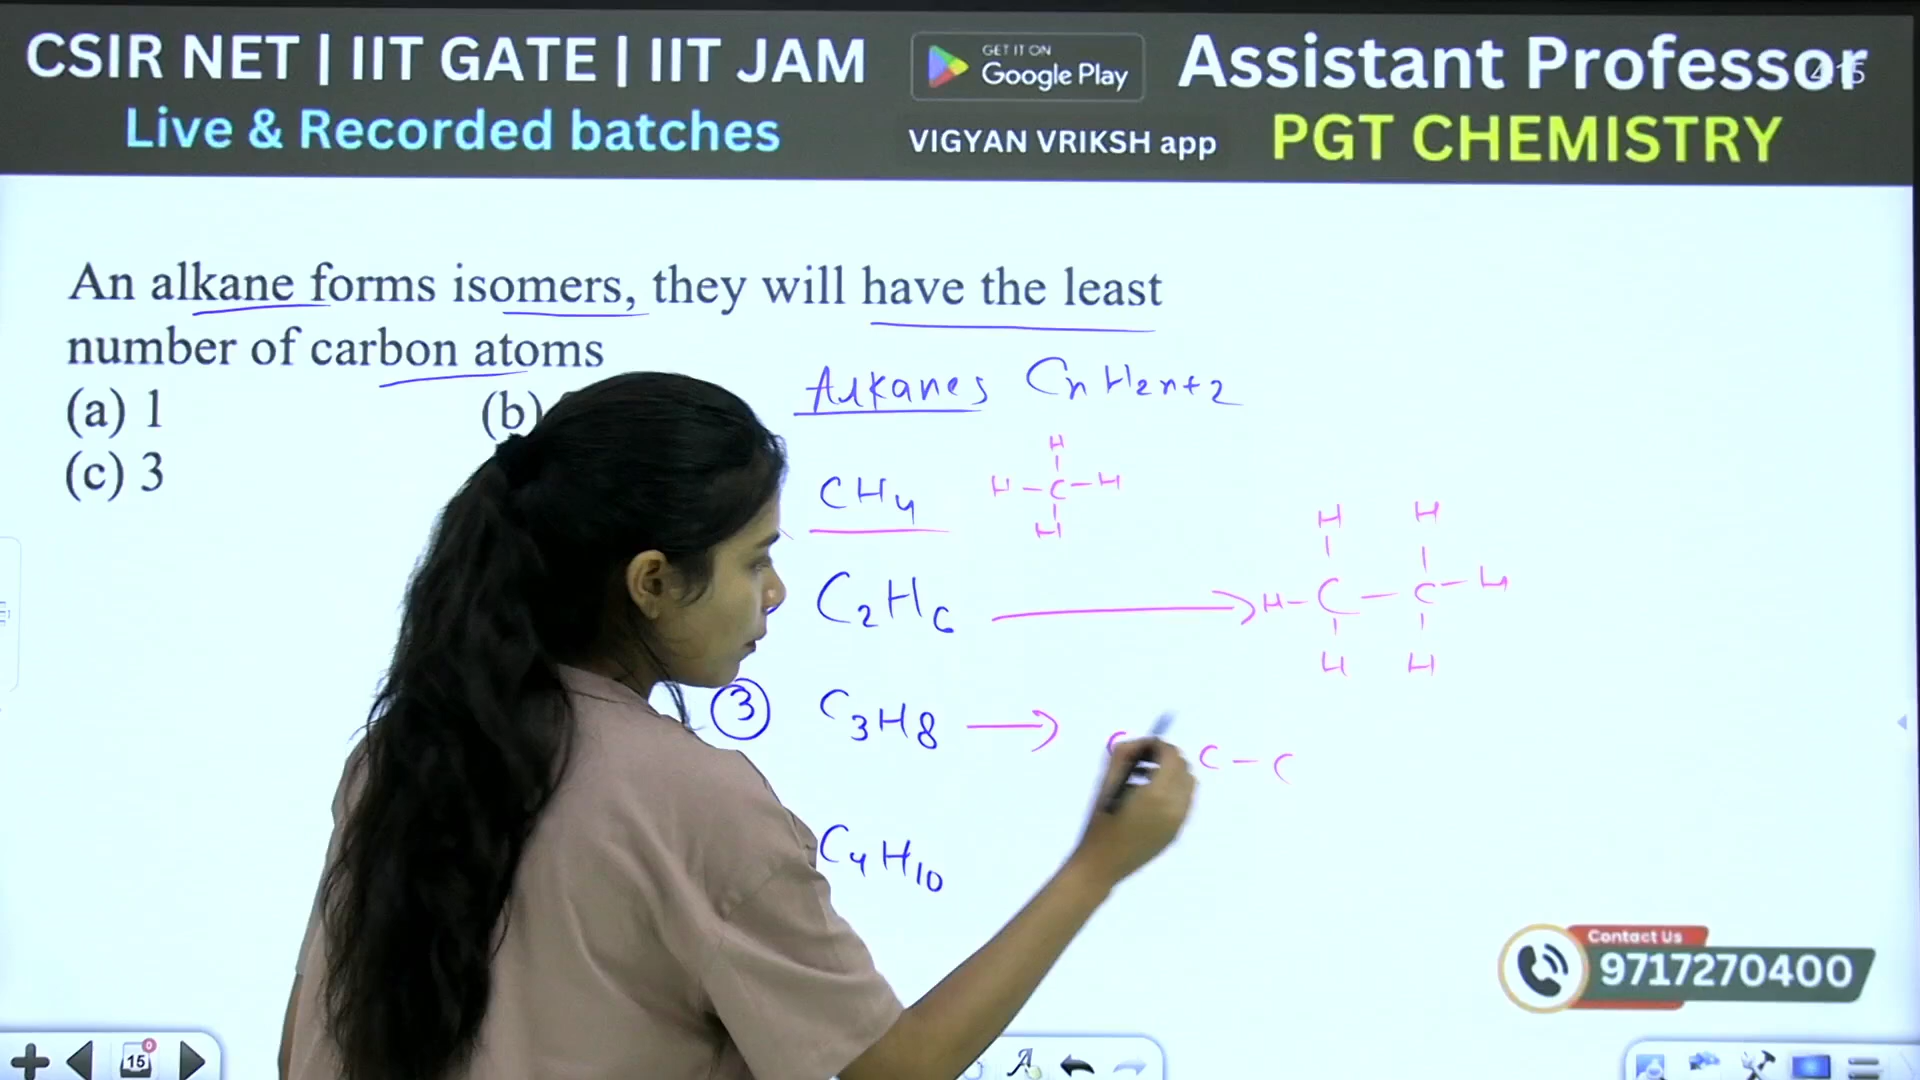 CSIR NET | IIT GATE | IIT JAM
Live & Recorded batches
GET IT ON
Google Play
VIGYAN VRIKSH app
Assistant Professor
PGT CHEMISTRY
An alkane forms isomers, they will have the least
number of carbon atoms
(a) 1
(b)
(c) 3
Alkanes CnH2n+2
CH4
H
H – C – H
H
C2H6
H H
H – C – C – H
H H
3 C3H8
C C – C
C4H10
Contact Us
9717270400
15
0